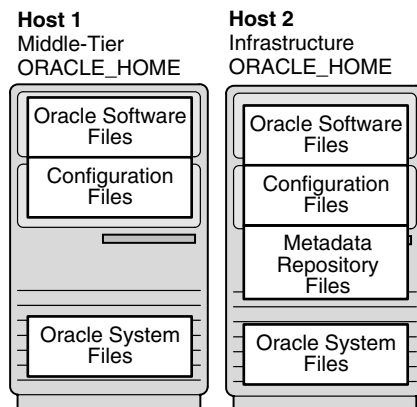 Host 1
Middle-Tier
ORACLE_HOME
Oracle Software
Files
Configuration
Files
Oracle System
Files
Host 2
Infrastructure
ORACLE_HOME
Oracle Software
Files
Configuration
Files
Metadata
Repository
Files
Oracle System
Files